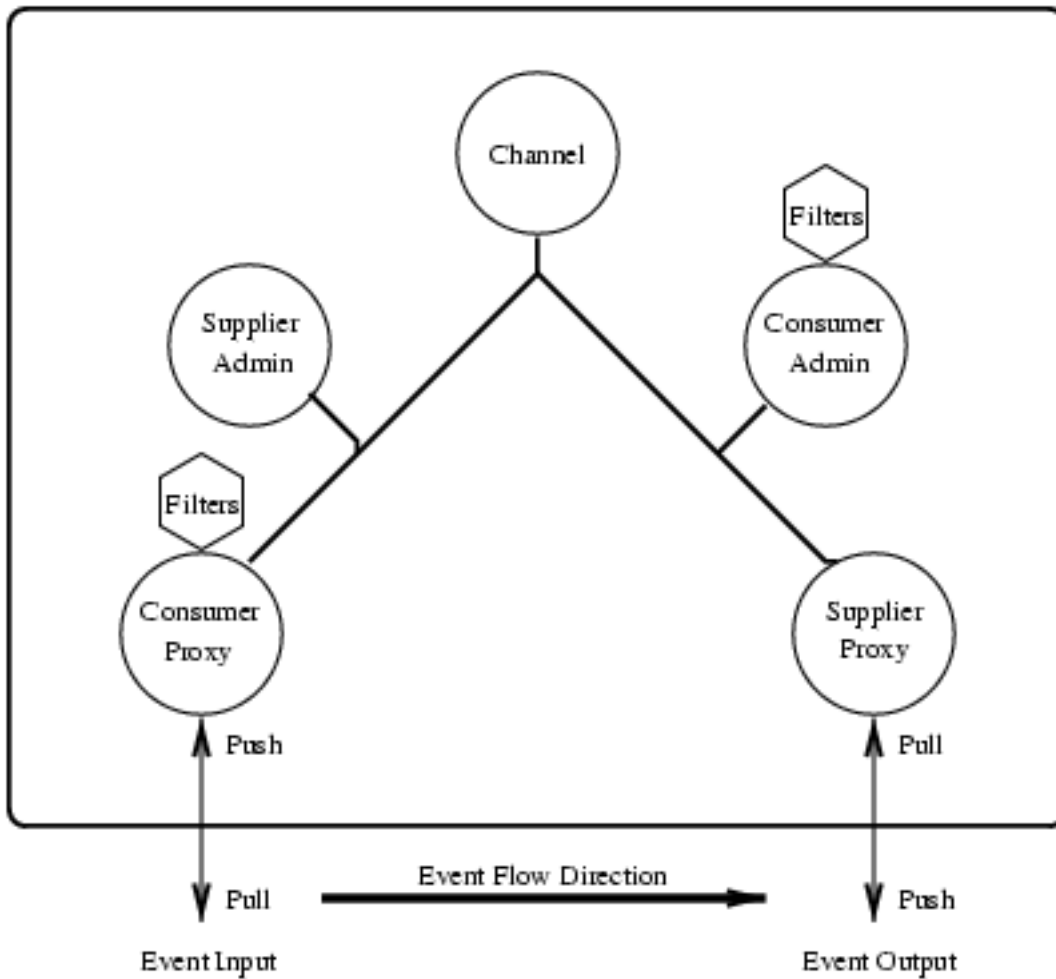 Channel
Filters
Supplier
Admin
Consumer
Admin
Filters
Consumer
Proxy
Supplier
Proxy
Push
Pull
Event Flow Direction
Pull
Push
Event Input
Event Output